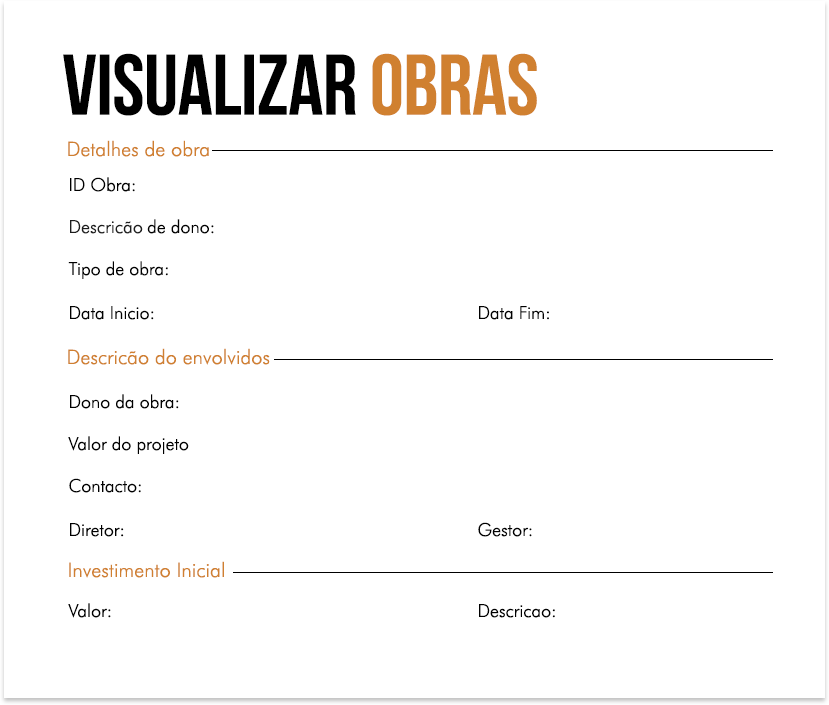 VISUALIZAR OBRAS
Detalhes de obra
ID Obra:
Descricão de dono:
Tipo de obra:
Data Inicio: Data Fim:
Descricão do envolvidos
Dono da obra:
Valor do projeto
Contacto:
Diretor: Gestor:
Investimento Inicial
Valor: Descricao: